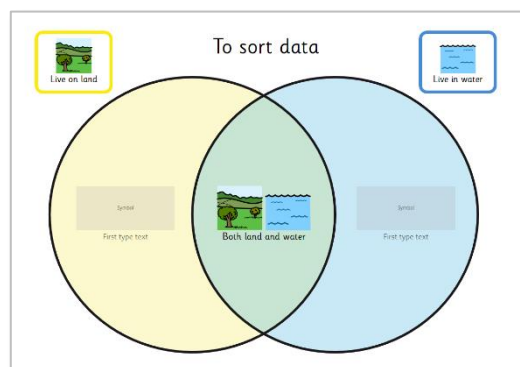 To sort data
Live on land
Live in water
Symbol
First type text
Both land and water
Symbol
First type text